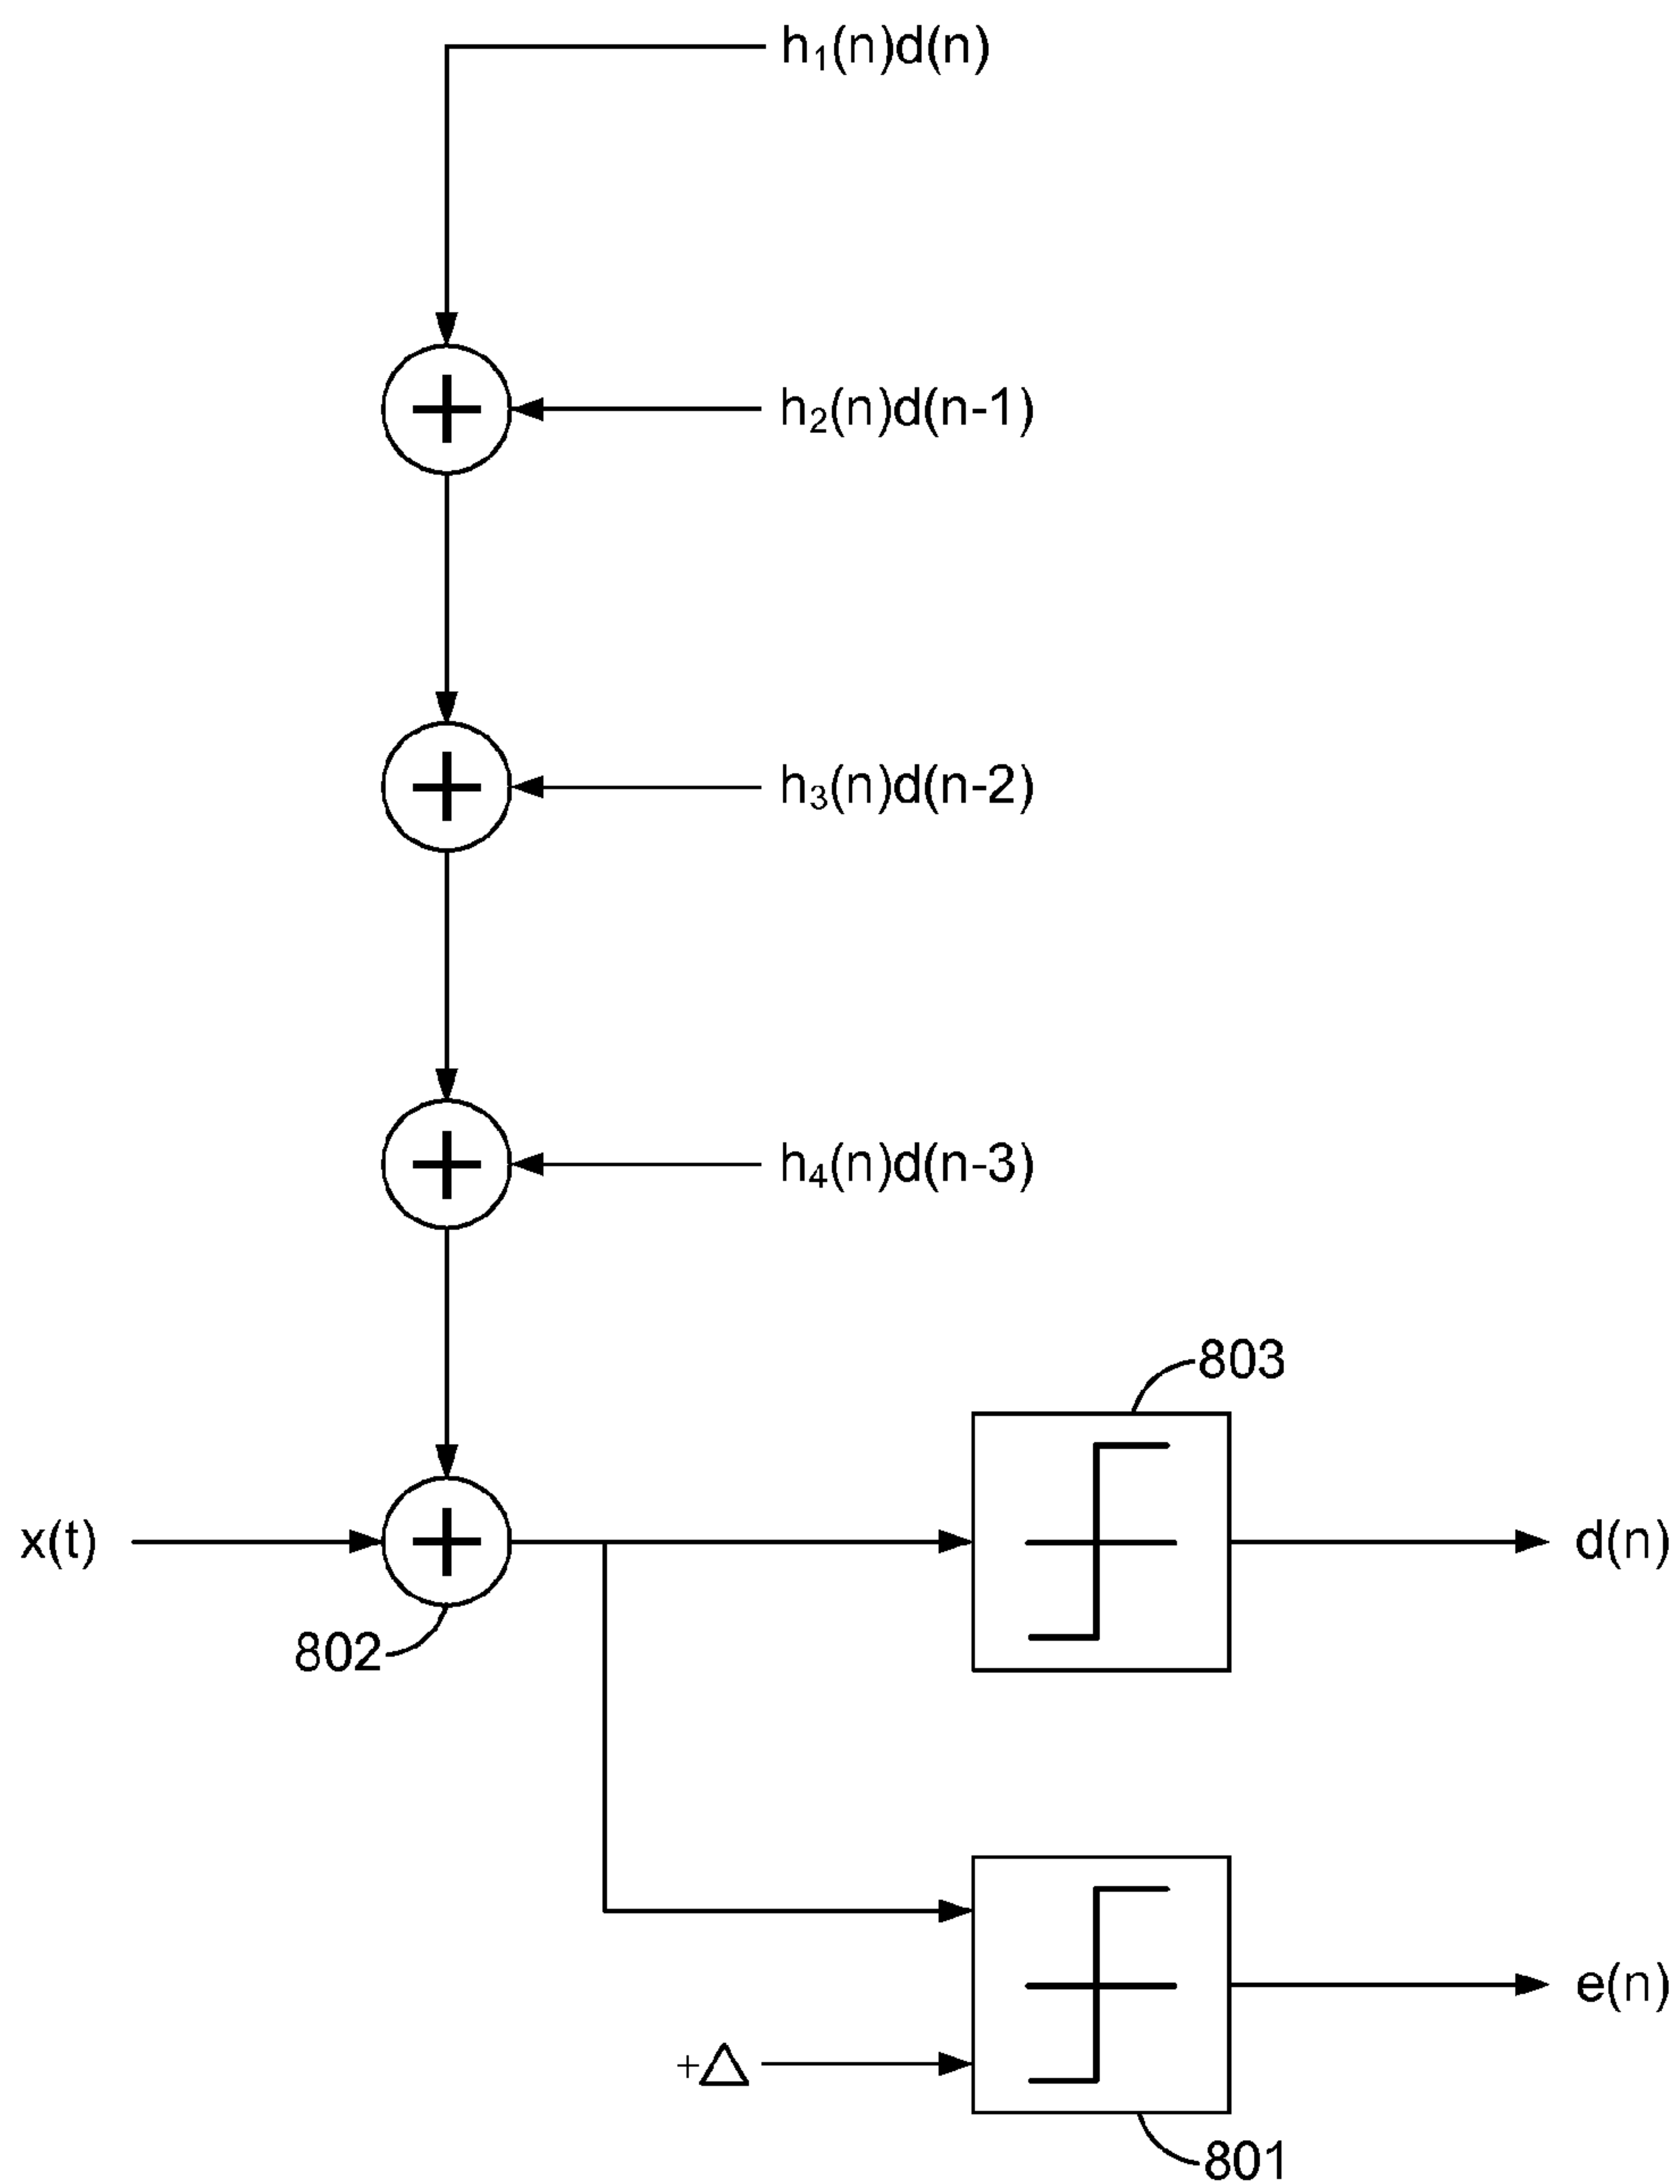 h₁(n)d(n)
h₂(n)d(n-1)
h₃(n)d(n-2)
h₄(n)d(n-3)
803
x(t)
d(n)
802
e(n)
+△
801